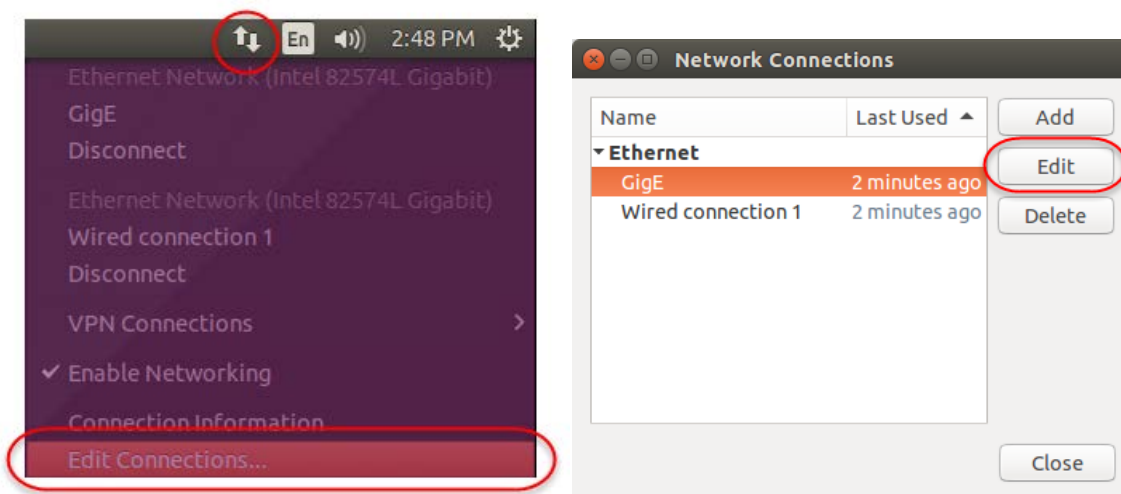 En 2:48 PM
Ethernet Network (Intel 82574L Gigabit)
GigE
Disconnect
Ethernet Network (Intel 82574L Gigabit)
Wired connection 1
Disconnect
VPN Connections
Enable Networking
Connection Information
Edit Connections...
Network Connections
Name Last Used
Ethernet
GigE 2 minutes ago
Wired connection 1 2 minutes ago
Add
Edit
Delete
Close